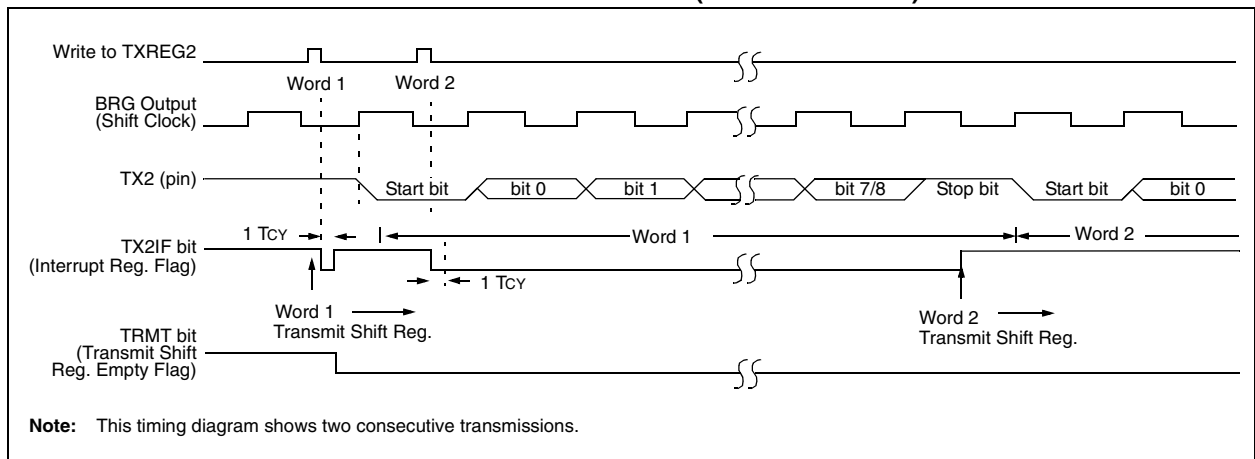 Write to TXREG2
Word 1
Word 2
BRG Output
(Shift Clock)
TX2 (pin)
Start bit
bit 0
bit 1
bit 7/8
Stop bit
Start bit
bit 0
1 TCY
Word 1
Word 2
TX2IF bit
(Interrupt Reg. Flag)
1 TCY
Word 1
Transmit Shift Reg.
Word 2
Transmit Shift Reg.
TRMT bit
(Transmit Shift
Reg. Empty Flag)
Note: This timing diagram shows two consecutive transmissions.